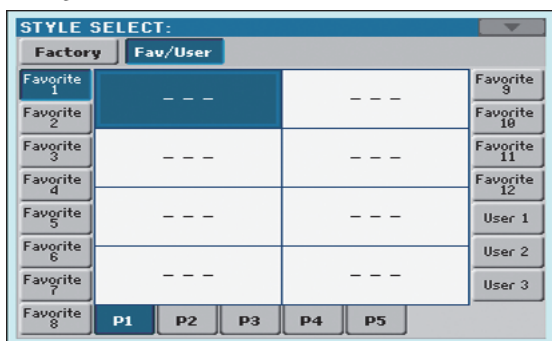 STYLE SELECT:
Factory Fav/User
Favorite 1
Favorite 2
Favorite 3
Favorite 4
Favorite 5
Favorite 6
Favorite 7
Favorite 8
- - - - - -
- - - - - -
- - - - - -
- - - - - -
Favorite 9
Favorite 10
Favorite 11
Favorite 12
User 1
User 2
User 3
P1 P2 P3 P4 P5